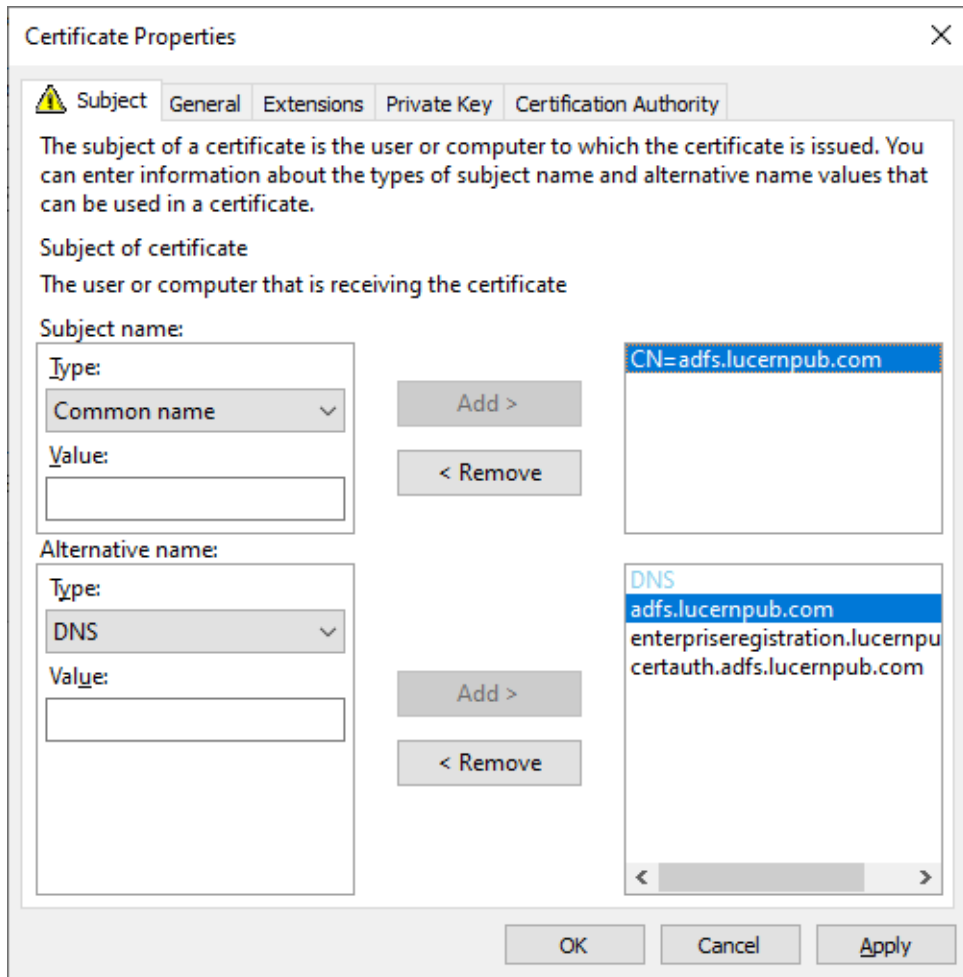 Certificate Properties
Subject General Extensions Private Key Certification Authority
The subject of a certificate is the user or computer to which the certificate is issued. You
can enter information about the types of subject name and alternative name values that
can be used in a certificate.
Subject of certificate
The user or computer that is receiving the certificate
Subject name:
Type:
Common name
Value:
Add >
< Remove
CN=adfs.lucernpub.com
Alternative name:
Type:
DNS
Value:
Add >
< Remove
DNS
adfs.lucernpub.com
enterpriseregistration.lucernpu
certauth.adfs.lucernpub.com
OK Cancel Apply